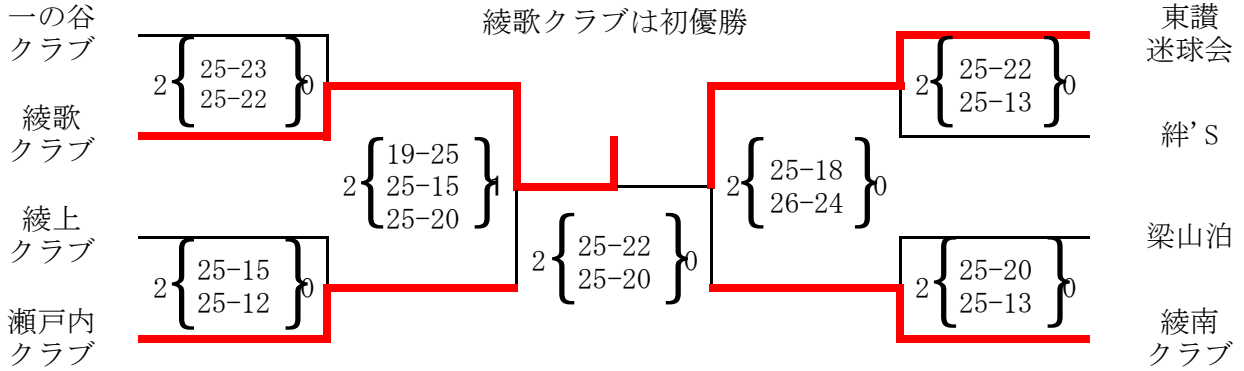 綾歌クラブは初優勝
一の谷
クラブ
2 { 25-23 } 0
25-22
綾歌
クラブ
2 { 19-25 } 1
25-15
25-20
綾上
クラブ
2 { 25-15 } 0
25-12
瀬戸内
クラブ
2 { 25-22 } 0
25-20
東讃
迷球会
2 { 25-22 } 0
25-13
絆’S
2 { 25-18 } 0
26-24
梁山泊
2 { 25-20 } 0
25-13
綾南
クラブ